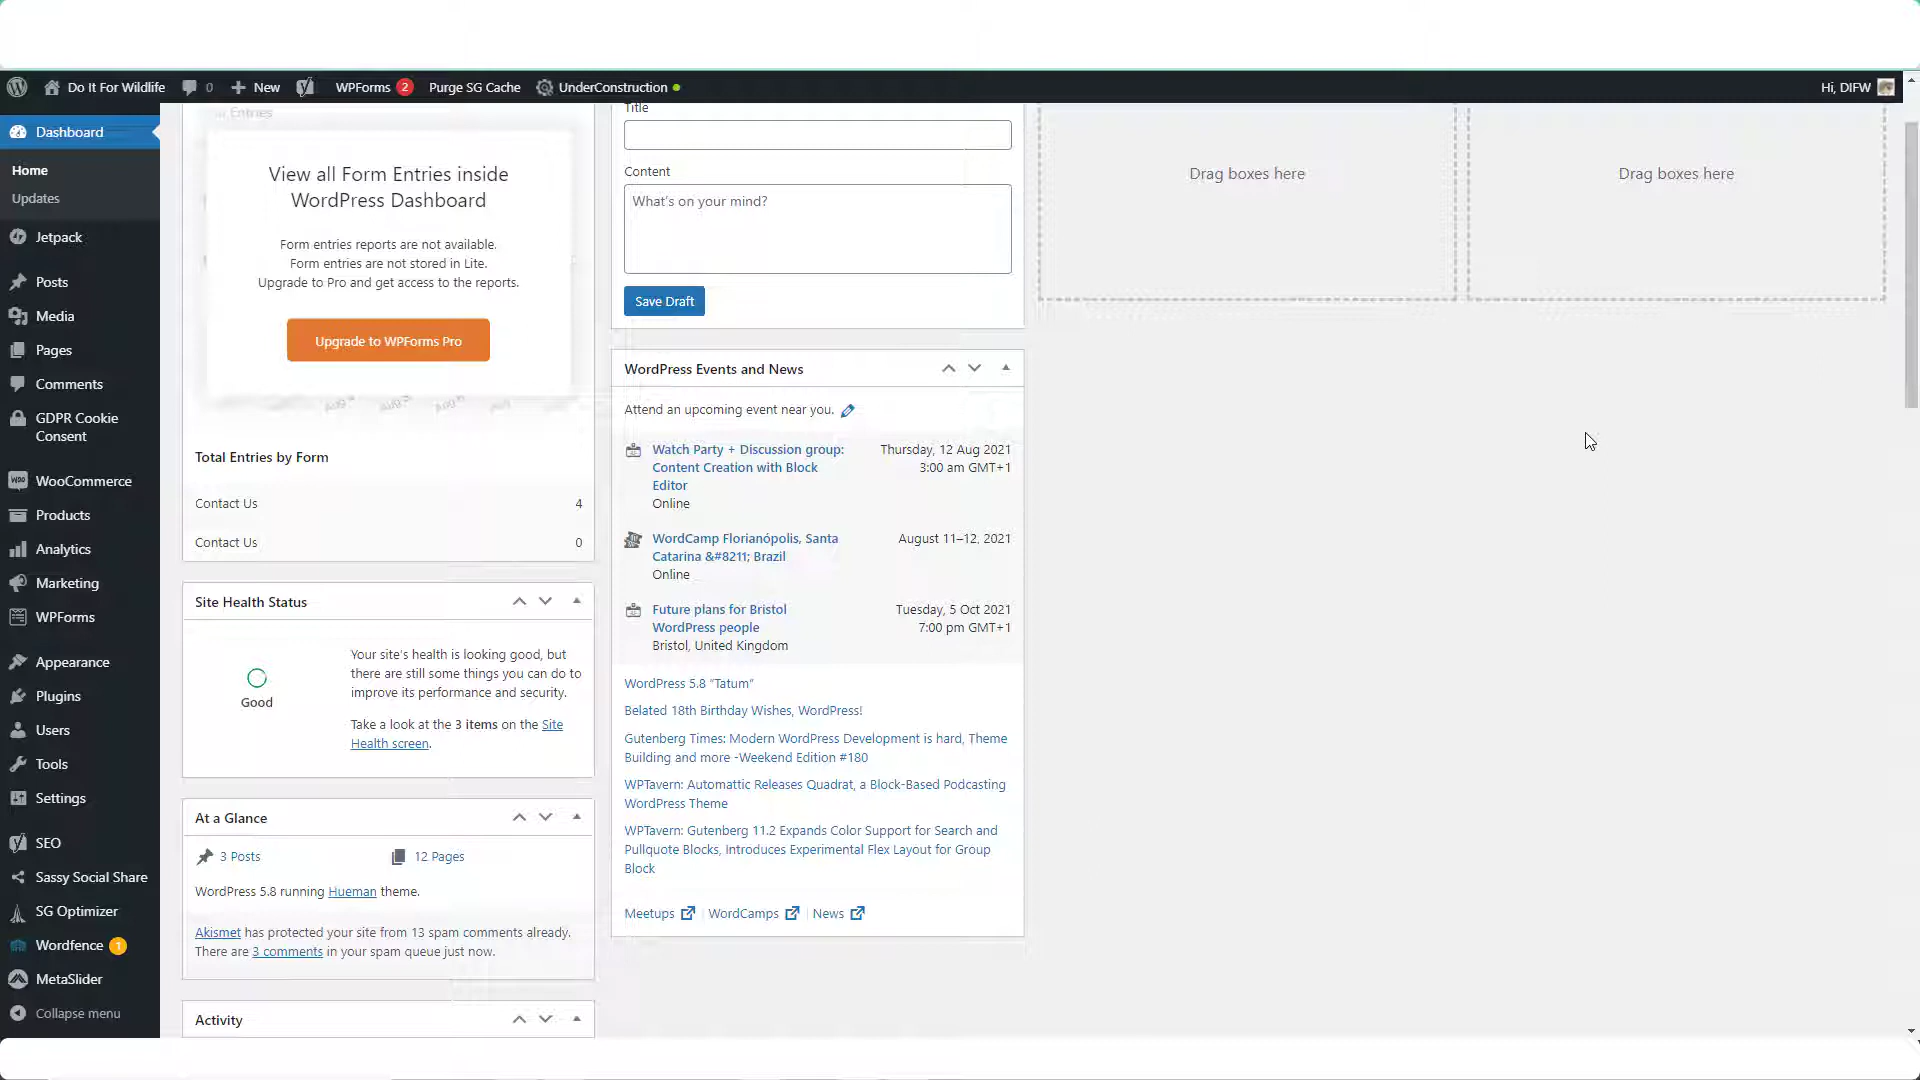 Do It For Wildlife
0
New
WPForms 2
Purge SG Cache
UnderConstruction
Hi, DIFW
Dashboard
Home
Updates
Jetpack
Posts
Media
Pages
Comments
GDPR Cookie
Consent
WooCommerce
Products
Analytics
Marketing
WPForms
Appearance
Plugins
Users
Tools
Settings
SEO
Sassy Social Share
SG Optimizer
Wordfence 1
MetaSlider
Collapse menu
Entries
View all Form Entries inside
WordPress Dashboard
Form entries reports are not available.
Form entries are not stored in Lite.
Upgrade to Pro and get access to the reports.
Upgrade to WPForms Pro
Total Entries by Form
Contact Us 4
Contact Us 0
Site Health Status
Good
Your site's health is looking good, but
there are still some things you can do to
improve its performance and security.
Take a look at the 3 items on the Site
Health screen.
At a Glance
3 Posts
12 Pages
WordPress 5.8 running Hueman theme.
Akismet has protected your site from 13 spam comments already.
There are 3 comments in your spam queue just now.
Activity
Title
Content
What's on your mind?
Save Draft
WordPress Events and News
Attend an upcoming event near you.
Watch Party + Discussion group: Thursday, 12 Aug 2021
Content Creation with Block 3:00 am GMT+1
Editor
Online
WordCamp Florianópolis, Santa August 11–12, 2021
Catarina &#8211; Brazil
Online
Future plans for Bristol Tuesday, 5 Oct 2021
WordPress people 7:00 pm GMT+1
Bristol, United Kingdom
WordPress 5.8 "Tatum"
Belated 18th Birthday Wishes, WordPress!
Gutenberg Times: Modern WordPress Development is hard, Theme
Building and more -Weekend Edition #180
WPTavern: Automattic Releases Quadrat, a Block-Based Podcasting
WordPress Theme
WPTavern: Gutenberg 11.2 Expands Color Support for Search and
Pullquote Blocks, Introduces Experimental Flex Layout for Group
Block
Meetups
WordCamps
News
Drag boxes here
Drag boxes here